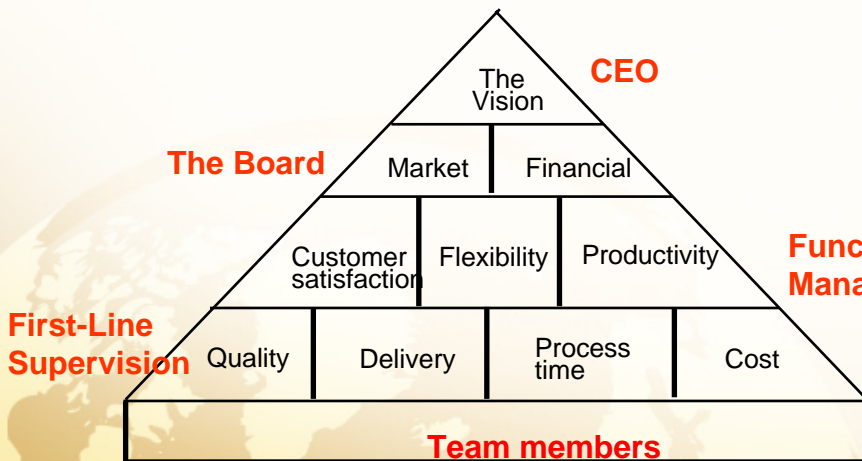 CEO
The
Vision
The Board
Market
Financial
Customer
satisfaction
Flexibility
Productivity
First-Line
Supervision
Quality
Delivery
Process
time
Cost
Team members